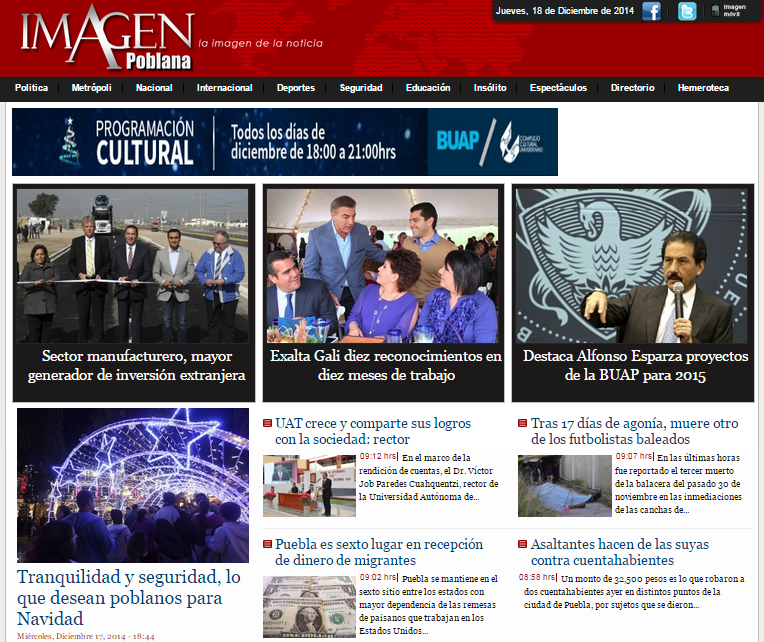 IMAGEN
Poblana
la imagen de la noticia
Jueves, 18 de Diciembre de 2014
imagen
móvil
Politica Metrópoli Nacional Internacional Deportes Seguridad Educación Insólito Espectáculos Directorio Hemeroteca
PROGRAMACIÓN
CULTURAL
Todos los días de
diciembre de 18:00 a 21:00hrs
BUAP
COMPLEJO
CULTURAL
UNIVERSITARIO
Sector manufacturero, mayor
generador de inversión extranjera
Exalta Gali diez reconocimientos en
diez meses de trabajo
Destaca Alfonso Esparza proyectos
de la BUAP para 2015
Tranquilidad y seguridad, lo
que desean poblanos para
Navidad
Miércoles, Diciembre 17, 2014 - 18:44
UAT crece y comparte sus logros
con la sociedad: rector
09:12 hrs| En el marco de la
rendición de cuentas, el Dr. Víctor
Job Paredes Cuahquentzi, rector de
la Universidad Autónoma de...
Tras 17 días de agonía, muere otro
de los futbolistas baleados
09:07 hrs| En las últimas horas
fue reportado el tercer muerto
de la balacera del pasado 30 de
noviembre en las inmediaciones
de las canchas de...
Puebla es sexto lugar en recepción
de dinero de migrantes
09:02 hrs| Puebla se mantiene en el
sexto sitio entre los estados con
mayor dependencia de las remesas
de paisanos que trabajan en los
Estados Unidos...
Asaltantes hacen de las suyas
contra cuentahabientes
08:58 hrs| Un monto de 32,500 pesos es lo que robaron a
dos cuentahabientes ayer en distintos puntos de la
ciudad de Puebla, por sujetos que se dieron...